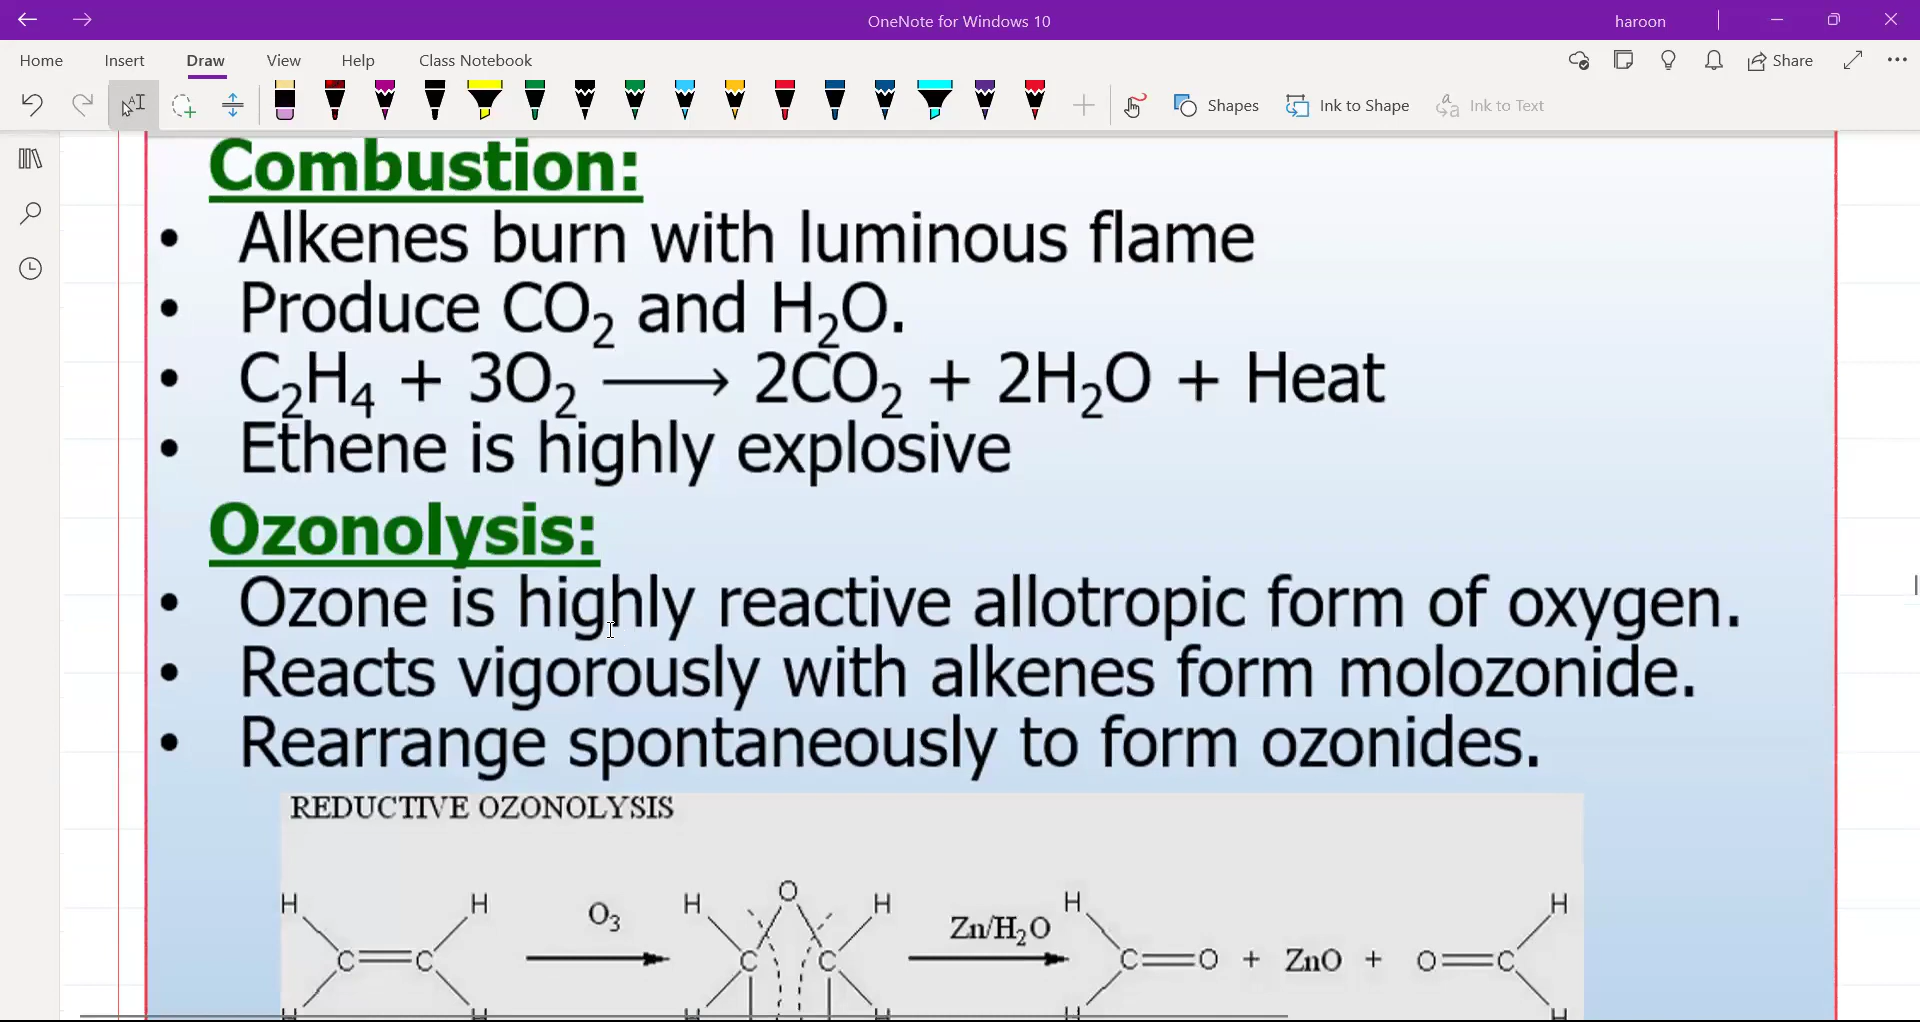 OneNote for Windows 10
haroon
Home Insert Draw View Help Class Notebook
Share
Shapes Ink to Shape Ink to Text
Combustion:
• Alkenes burn with luminous flame
• Produce CO₂ and H₂O.
• C₂H₄ + 3O₂ ⟶ 2CO₂ + 2H₂O + Heat
• Ethene is highly explosive
Ozonolysis:
• Ozone is highly reactive allotropic form of oxygen.
• Reacts vigorously with alkenes form molozonide.
• Rearrange spontaneously to form ozonides.
REDUCTIVE OZONOLYSIS
H H O₃ H O H Zn/H₂O H H
C=C C C C=O + ZnO + O=C
H H H H H H